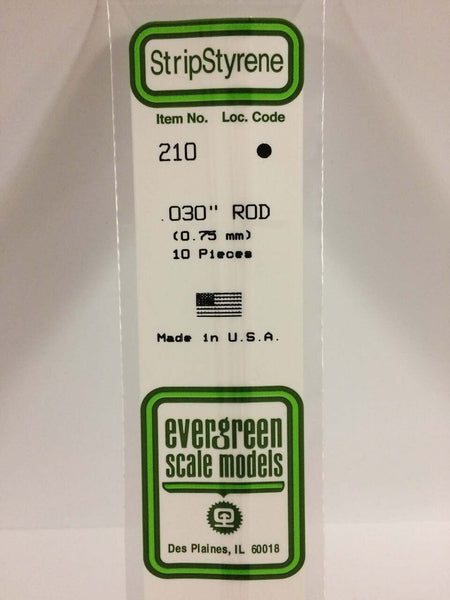 StripStyrene
Item No. Loc. Code
210
.030" ROD
(0.75 mm)
10 Pieces
Made in U.S.A.
evergreen
scale models
Des Plaines, IL 60018